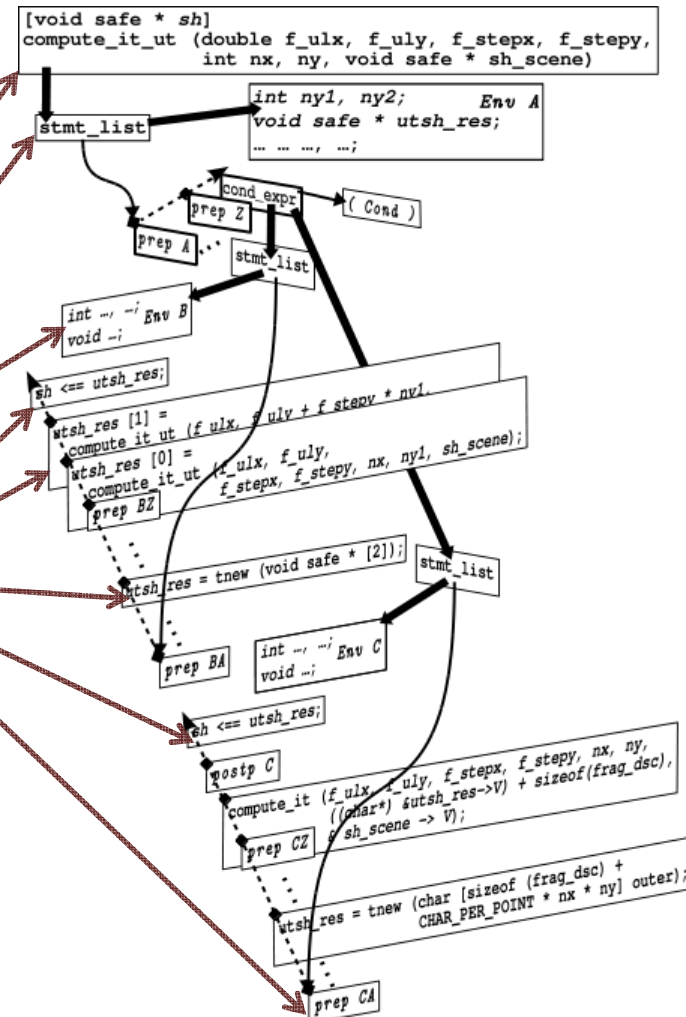 [void safe * sh]
compute_it_ut (double f_ulx, f_uly, f_stepx, f_stepy,
int nx, ny, void safe * sh_scene)
stmt_list
int ny1, ny2; Env A
void safe * utsh_res;
… … …, …;
cond_expr
( Cond )
prep Z
prep A
stmt_list
int …, …; Env B
void …;
sh <== utsh_res;
utsh_res [1] =
compute_it_ut (f_ulx, f_uly + f_stepy * ny1,
utsh_res [0] =
compute_it_ut (f_ulx, f_uly,
f_stepx, f_stepy, nx, ny1, sh_scene);
prep BZ
utsh_res = tnew (void safe * [2]);
stmt_list
prep BA
int …, …; Env C
void …;
sh <== utsh_res;
postp C
compute_it (f_ulx, f_uly, f_stepx, f_stepy, nx, ny,
((char*) &utsh_res->V) + sizeof(frag_dsc),
& sh_scene -> V);
prep CZ
utsh_res = tnew (char [sizeof (frag_dsc) +
CHAR_PER_POINT * nx * ny] outer);
prep CA